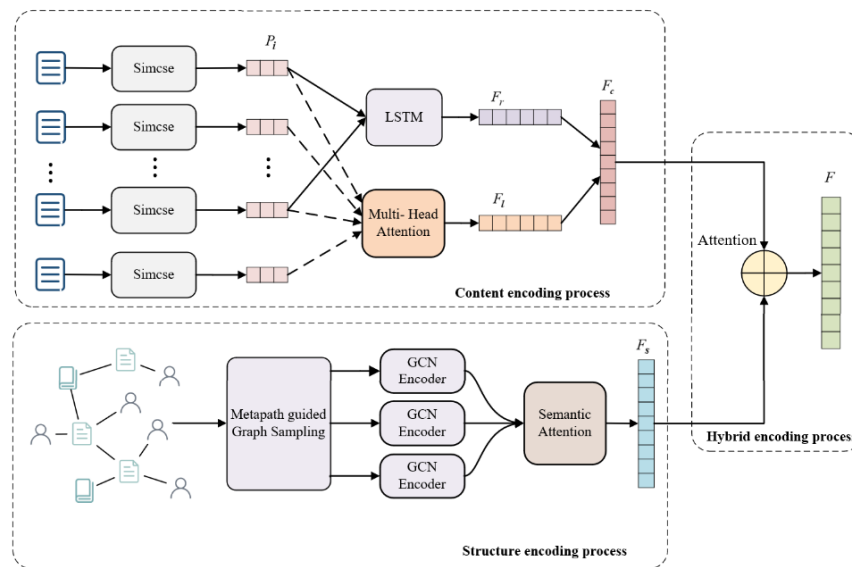 P_i
Simcse
Simcse
Simcse
Simcse
LSTM
Multi- Head
Attention
F_r
F_l
F_c
Content encoding process
F
Attention
Hybrid encoding process
Metapath guided
Graph Sampling
GCN
Encoder
GCN
Encoder
GCN
Encoder
Semantic
Attention
F_s
Structure encoding process